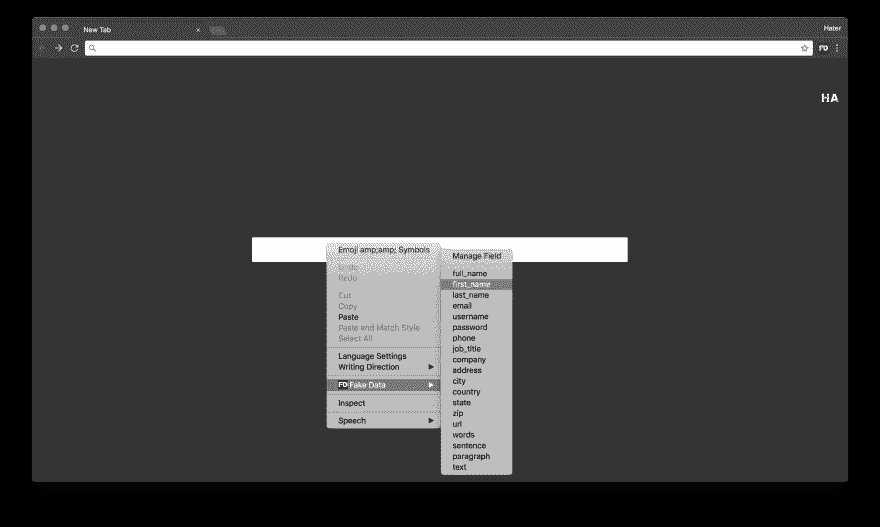 New Tab
Hater
FD
HA
Emoji amp;amp; Symbols
Undo
Redo
Cut
Copy
Paste
Paste and Match Style
Select All
Language Settings
Writing Direction
FD Fake Data
Inspect
Speech
Manage Field
full_name
first_name
last_name
email
username
password
phone
job_title
company
address
city
country
state
zip
url
words
sentence
paragraph
text